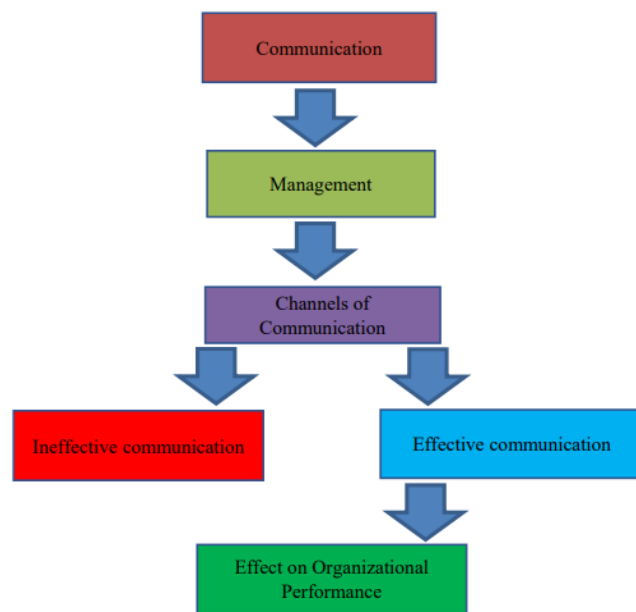 Communication
Management
Channels of
Communication
Ineffective communication
Effective communication
Effect on Organizational
Performance